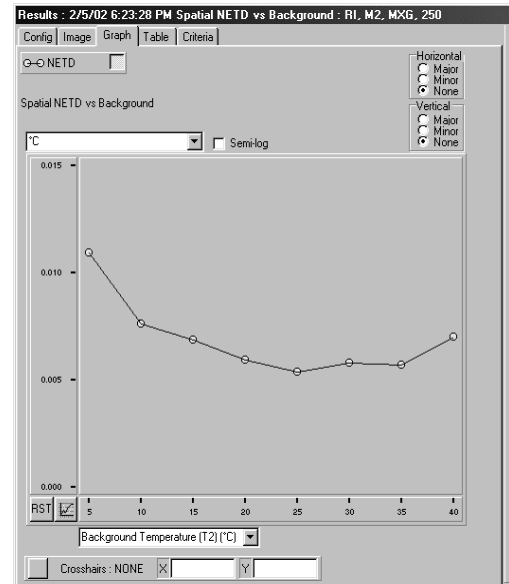 Results : 2/5/02 6:23:28 PM Spatial NETD vs Background : RI, M2, MXG, 250
Config Image Graph Table Criteria
NETD
Horizontal
Major
Minor
None
Spatial NETD vs Background
Vertical
Major
Minor
None
°C
Semi-log
0.015
0.010
0.005
0.000
RST
5 10 15 20 25 30 35 40
Background Temperature (T2) (°C)
Crosshairs : NONE X Y